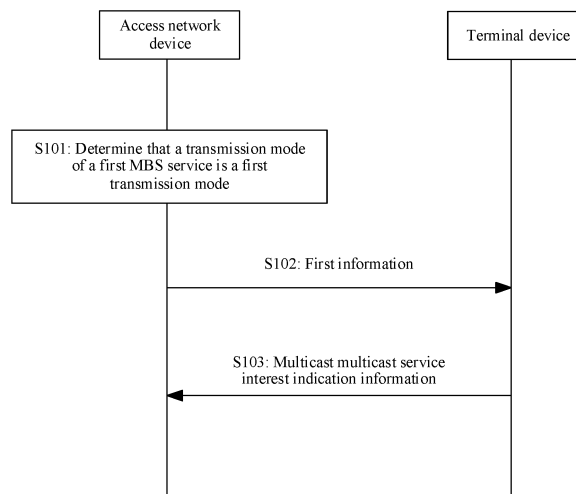 Access network
device
Terminal device
S101: Determine that a transmission mode
of a first MBS service is a first
transmission mode
S102: First information
S103: Multicast multicast service
interest indication information